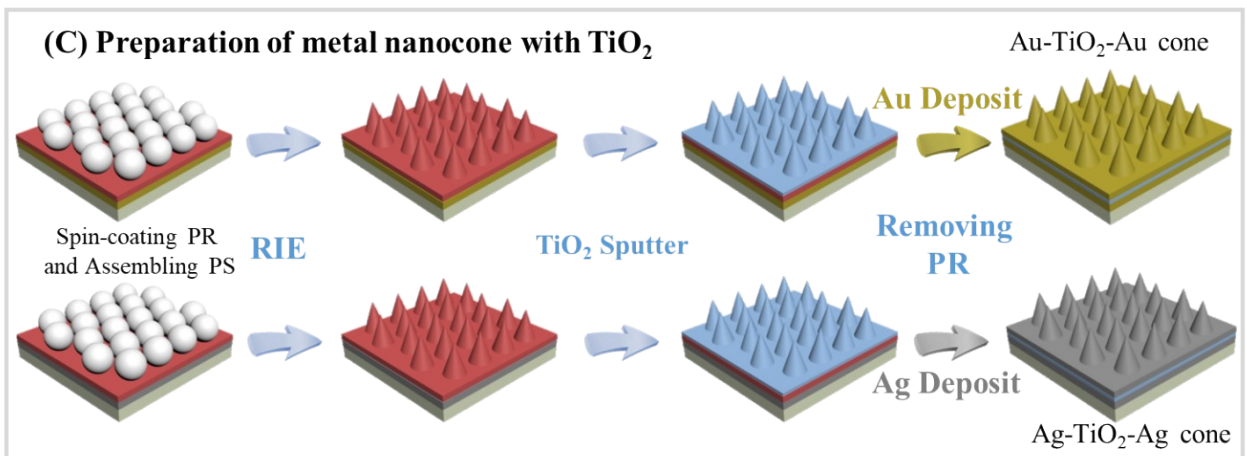 (C) Preparation of metal nanocone with TiO₂
Au-TiO₂-Au cone
Au Deposit
Spin-coating PR
and Assembling PS
RIE
TiO₂ Sputter
Removing
PR
Ag Deposit
Ag-TiO₂-Ag cone